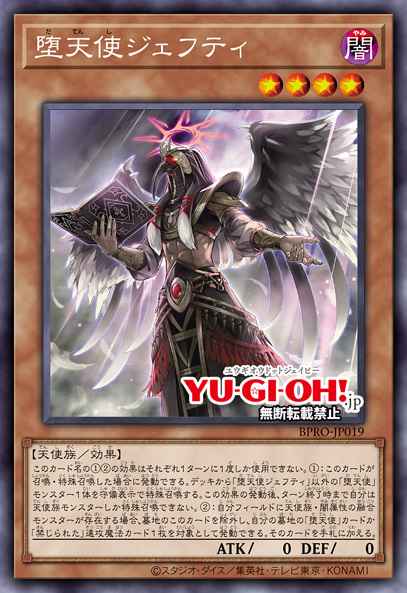 堕天使ジェフティ
闇
エウギオウドットジェイピー
YU-GI-OH!.jp
無断転載禁止
BPRO-JP019
【天使族／効果】
このカード名の①②の効果はそれぞれ1ターンに1度しか使用できない。①：このカードが
召喚・特殊召喚した場合に発動できる。デッキから「堕天使ジェフティ」以外の「堕天使」
モンスター1体を守備表示で特殊召喚する。この効果の発動後、ターン終了時まで自分は
天使族モンスターしか特殊召喚できない。②：自分フィールドに天使族・闇属性の融合
モンスターが存在する場合、墓地のこのカードを除外し、自分の墓地の「堕天使」カードか
「禁じられた」速攻魔法カード1枚を対象として発動できる。そのカードを手札に加える。
ATK/ 0 DEF/ 0
©スタジオ・ダイス／集英社・テレビ東京・KONAMI